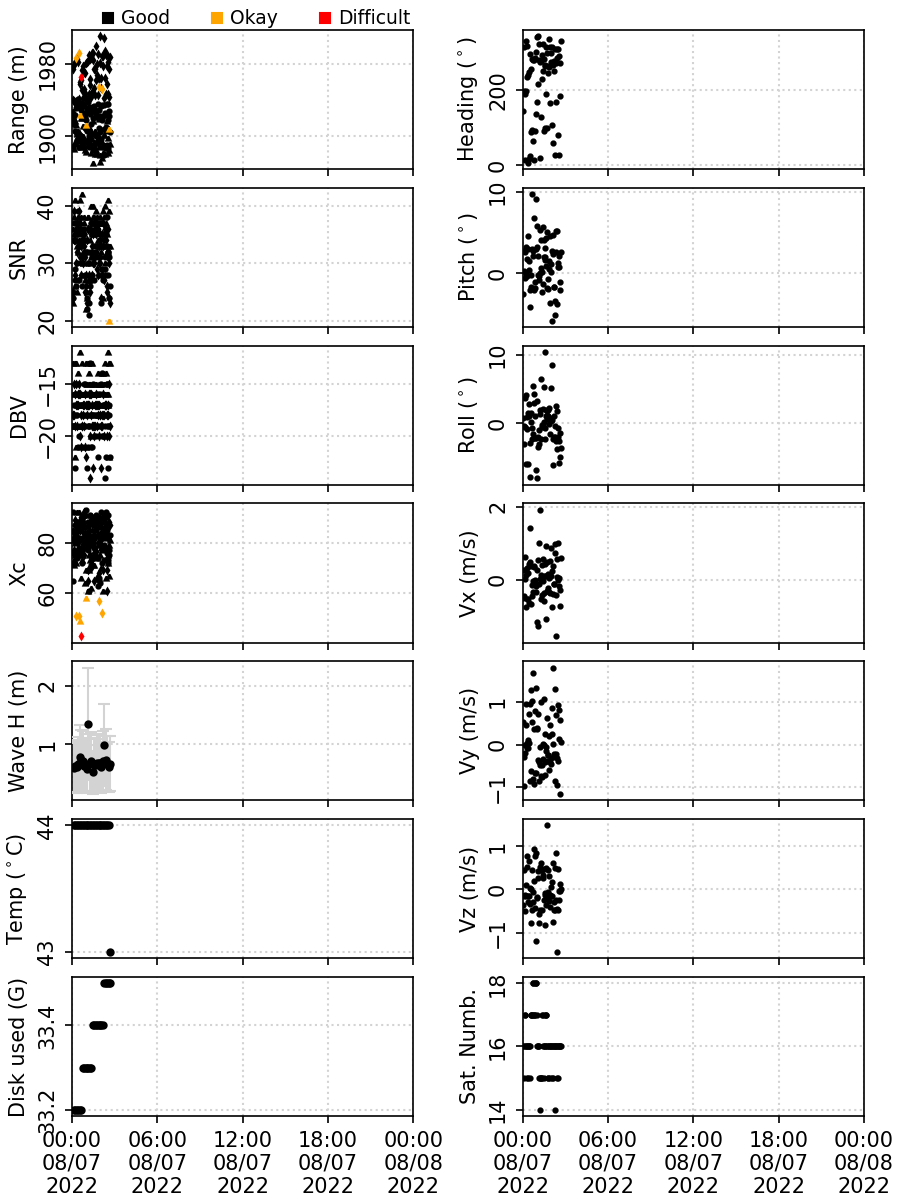 Good Okay Difficult
Range (m)
1980
1900
Heading (°)
200
0
SNR
40
30
20
Pitch (°)
10
0
DBV
−15
−20
Roll (°)
10
0
Xc
80
60
Vx (m/s)
2
0
Wave H (m)
2
1
Vy (m/s)
1
0
−1
Temp (°C)
44
43
Vz (m/s)
1
0
−1
Disk used (G)
33.4
33.2
Sat. Numb.
18
16
14
00:00 06:00 12:00 18:00 00:00
08/07 08/07 08/07 08/07 08/08
2022 2022 2022 2022 2022
00:00 06:00 12:00 18:00 00:00
08/07 08/07 08/07 08/07 08/08
2022 2022 2022 2022 2022